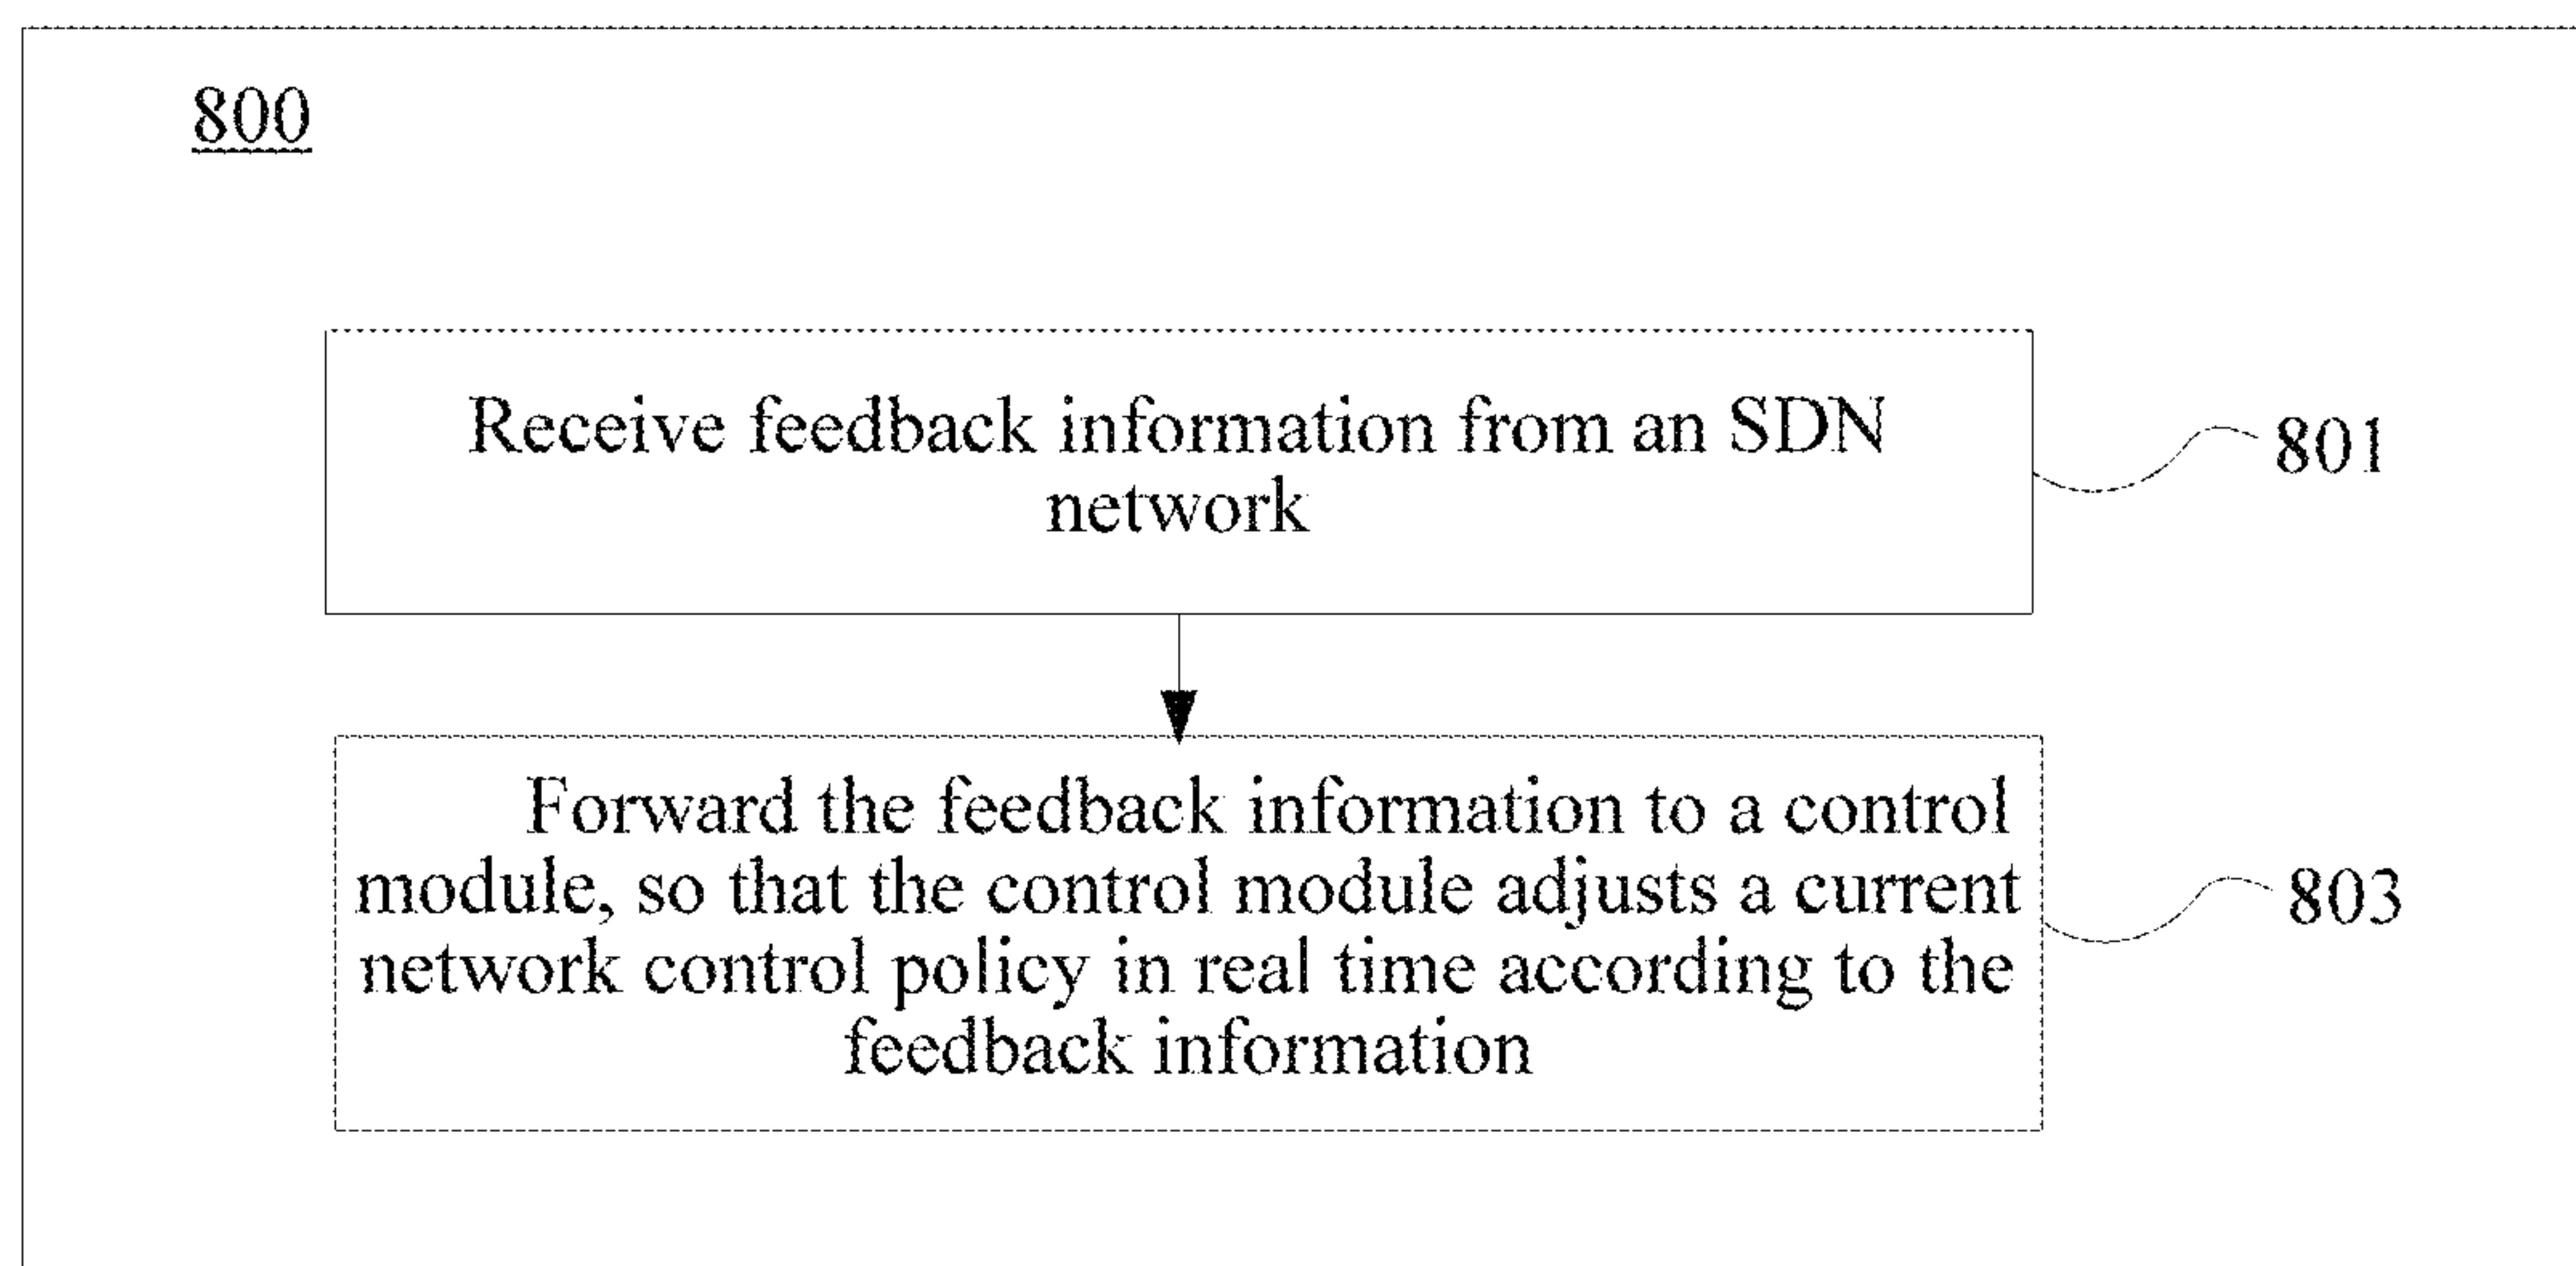 800
Receive feedback information from an SDN
network
801
Forward the feedback information to a control
module, so that the control module adjusts a current
network control policy in real time according to the
feedback information
803